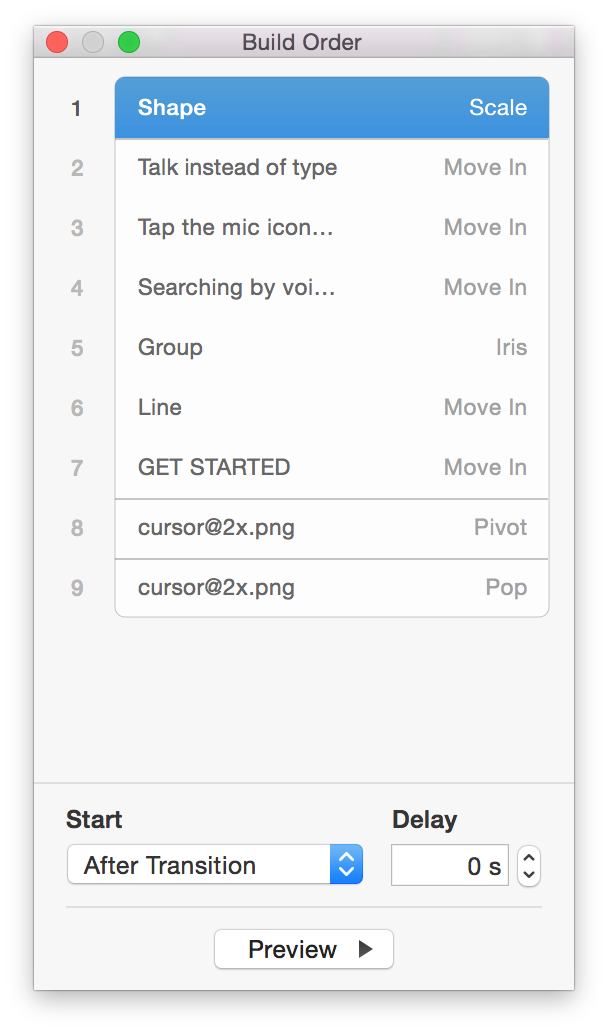 Build Order
1 Shape Scale
2 Talk instead of type Move In
3 Tap the mic icon… Move In
4 Searching by voi… Move In
5 Group Iris
6 Line Move In
7 GET STARTED Move In
8 cursor@2x.png Pivot
9 cursor@2x.png Pop
Start Delay
After Transition 0 s
Preview